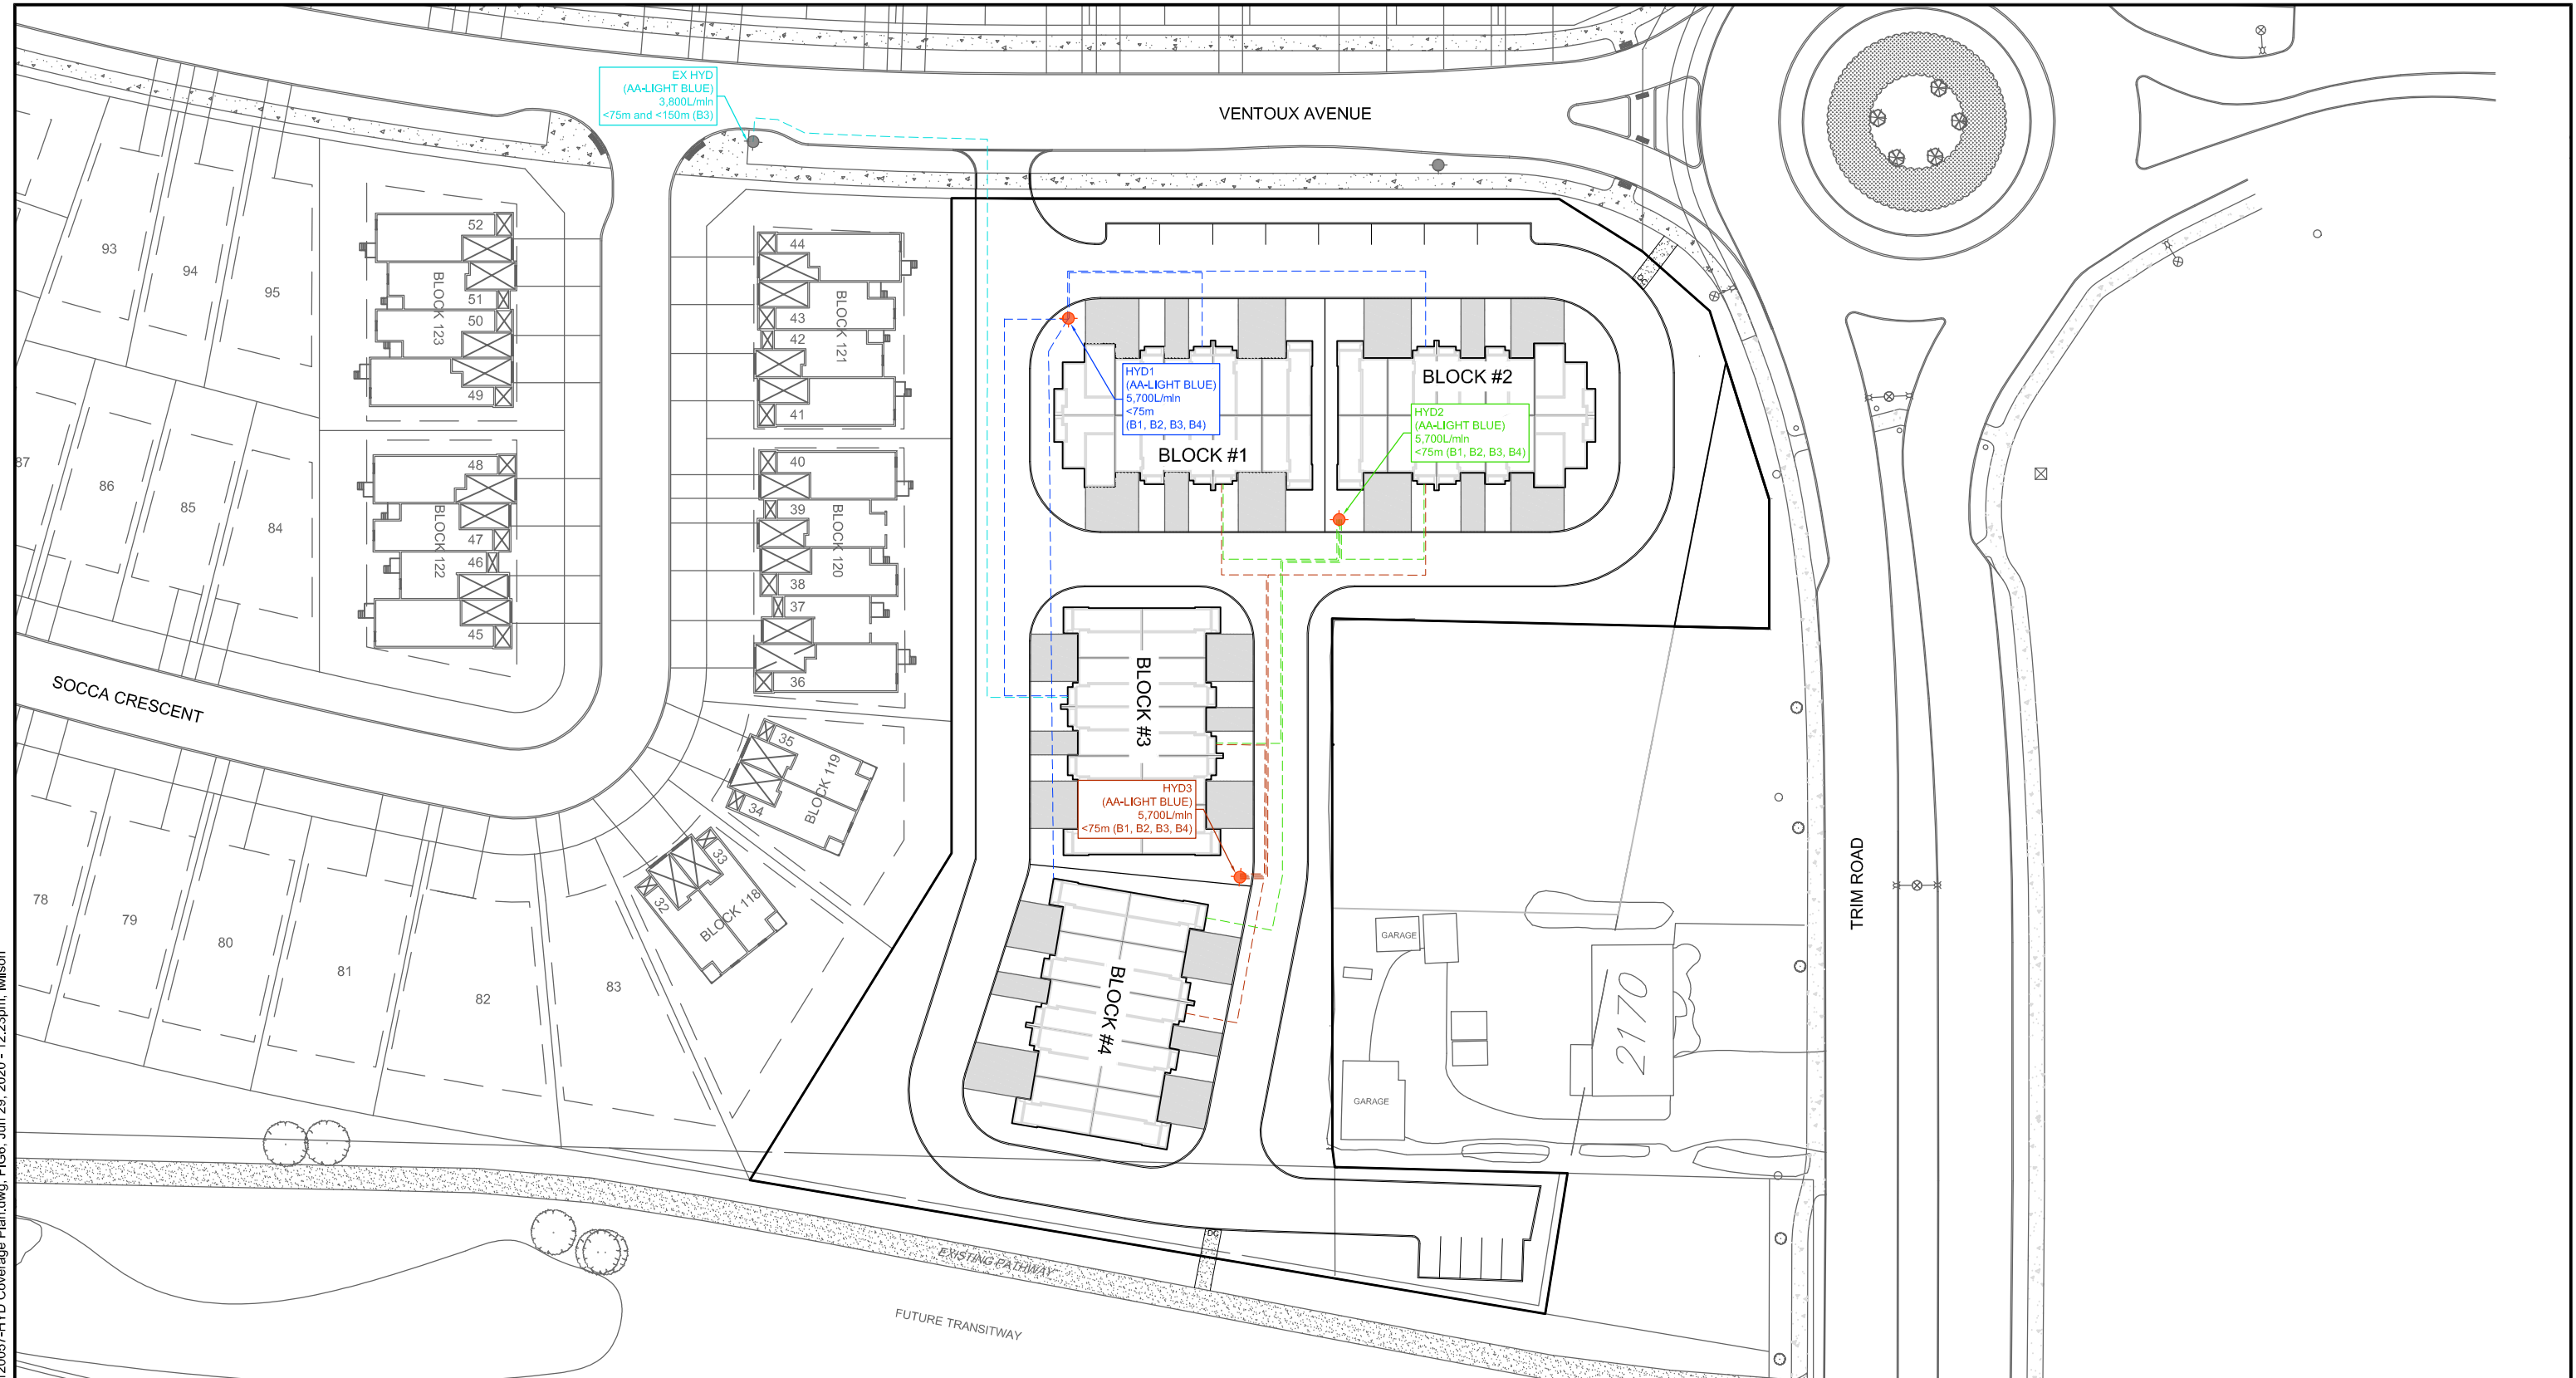 EX HYD
(AA-LIGHT BLUE)
3,800L/min
<75m and <150m (B3)
VENTOUX AVENUE
93
94
95
52
BLOCK 123
51
50
49
44
BLOCK 121
43
42
41
87
86
85
84
48
BLOCK 122
47
46
45
40
39
BLOCK 120
38
37
36
HYD1
(AA-LIGHT BLUE)
5,700L/min
<75m
(B1, B2, B3, B4)
BLOCK #1
BLOCK #2
HYD2
(AA-LIGHT BLUE)
5,700L/min
<75m (B1, B2, B3, B4)
SOCCA CRESCENT
35
BLOCK 119
34
33
BLOCK 118
32
BLOCK #3
HYD3
(AA-LIGHT BLUE)
5,700L/min
<75m (B1, B2, B3, B4)
BLOCK #4
78
79
80
81
82
83
GARAGE
GARAGE
2170
TRIM ROAD
DC
DC
EXISTING PATHWAY
FUTURE TRANSITWAY